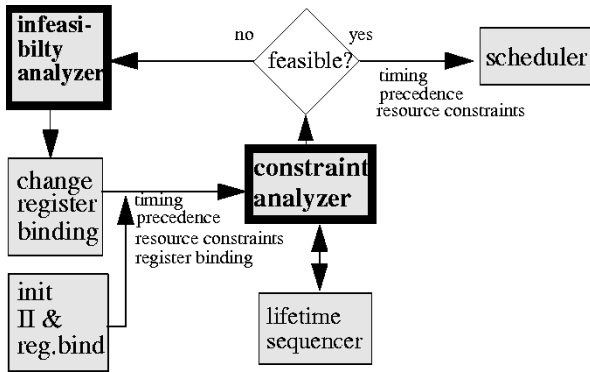 infeasi-
bilty
analyzer
no
yes
feasible?
scheduler
timing
precedence
resource constraints
change
register
binding
timing
precedence
resource constraints
register binding
constraint
analyzer
init
II &
reg.bind
lifetime
sequencer